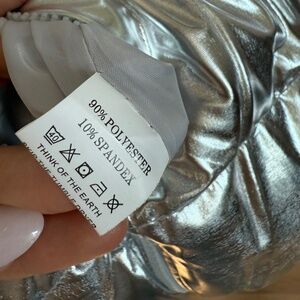 90% POLYESTER
10% SPANDEX
40
THINK OF THE EARTH